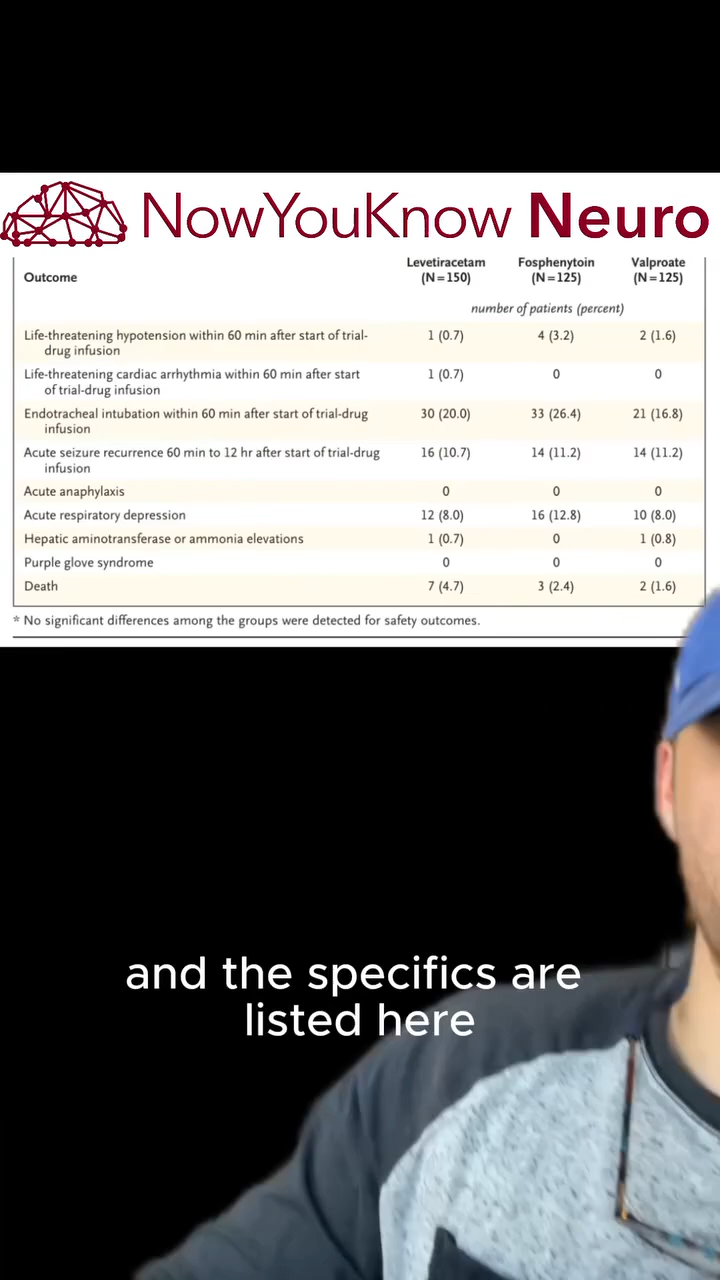 NowYouKnow Neuro
Levetiracetam Fosphenytoin Valproate
Outcome (N=150) (N=125) (N=125)
number of patients (percent)
Life-threatening hypotension within 60 min after start of trial- 1 (0.7) 4 (3.2) 2 (1.6)
drug infusion
Life-threatening cardiac arrhythmia within 60 min after start 1 (0.7) 0 0
of trial-drug infusion
Endotracheal intubation within 60 min after start of trial-drug 30 (20.0) 33 (26.4) 21 (16.8)
infusion
Acute seizure recurrence 60 min to 12 hr after start of trial-drug 16 (10.7) 14 (11.2) 14 (11.2)
infusion
Acute anaphylaxis 0 0 0
Acute respiratory depression 12 (8.0) 16 (12.8) 10 (8.0)
Hepatic aminotransferase or ammonia elevations 1 (0.7) 0 1 (0.8)
Purple glove syndrome 0 0 0
Death 7 (4.7) 3 (2.4) 2 (1.6)
* No significant differences among the groups were detected for safety outcomes.
and the specifics are
listed here